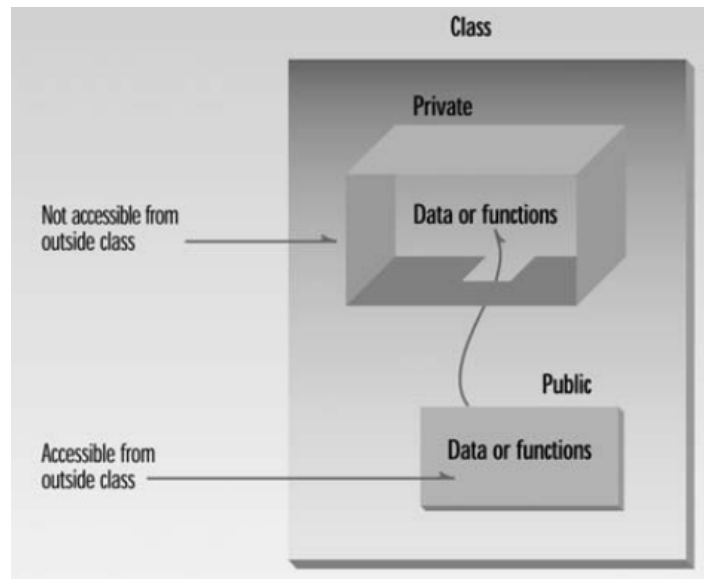 Class
Private
Data or functions
Not accessible from
outside class
Public
Data or functions
Accessible from
outside class